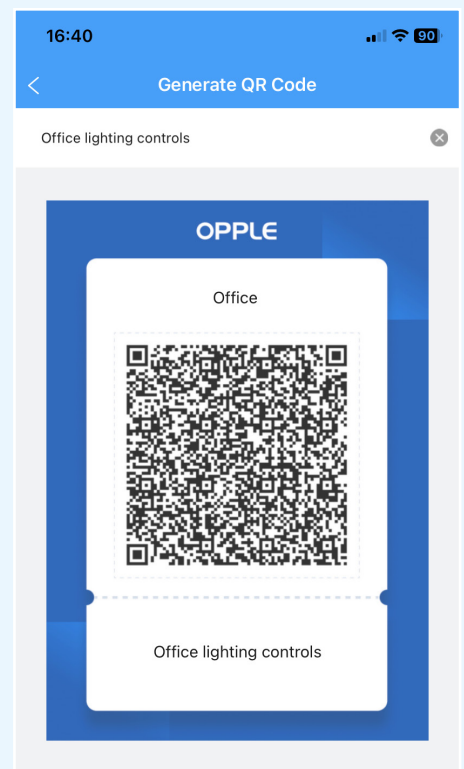 16:40
90
Generate QR Code
Office lighting controls
OPPLE
Office
Office lighting controls